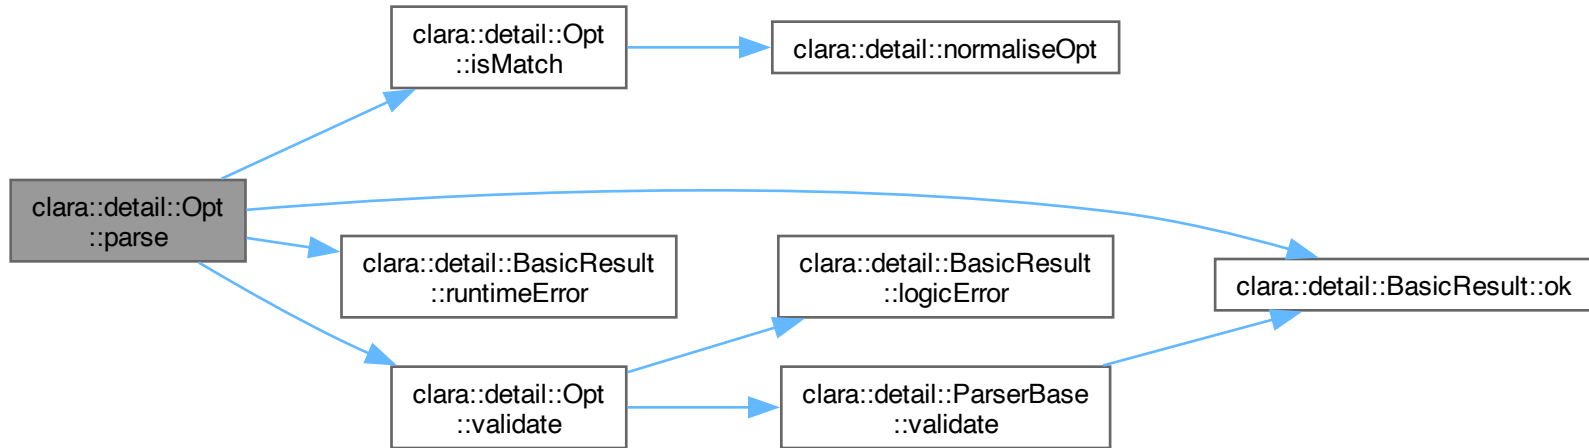 clara::detail::Opt
::isMatch
clara::detail::normaliseOpt
clara::detail::Opt
::parse
clara::detail::BasicResult
::runtimeError
clara::detail::BasicResult
::logicError
clara::detail::BasicResult::ok
clara::detail::Opt
::validate
clara::detail::ParserBase
::validate